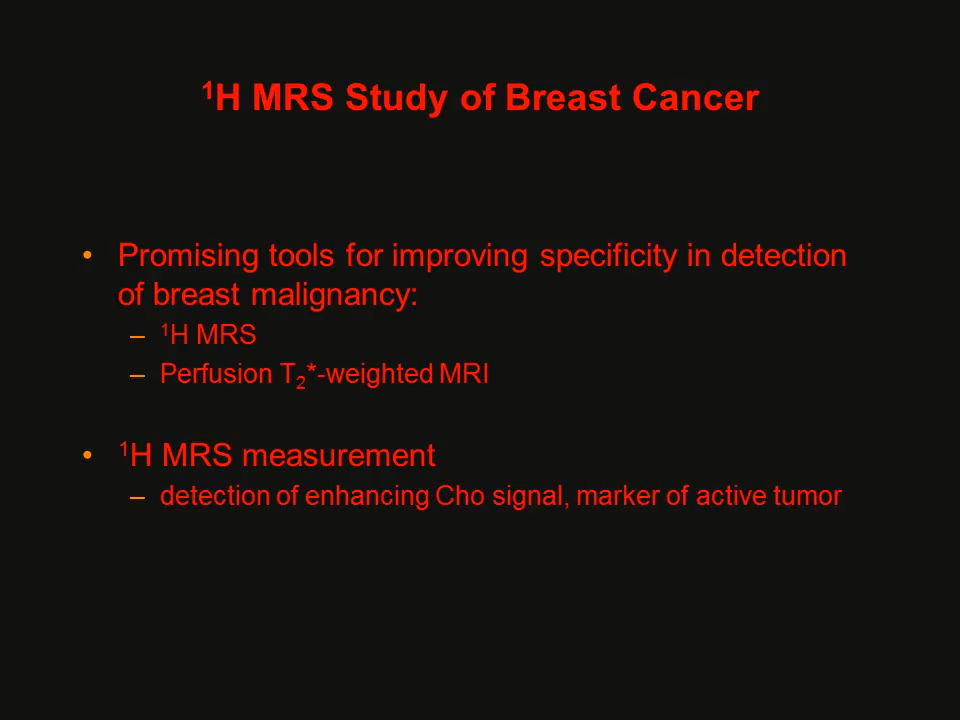 ¹H MRS Study of Breast Cancer
• Promising tools for improving specificity in detection
of breast malignancy:
– ¹H MRS
– Perfusion T₂*-weighted MRI
• ¹H MRS measurement
– detection of enhancing Cho signal, marker of active tumor